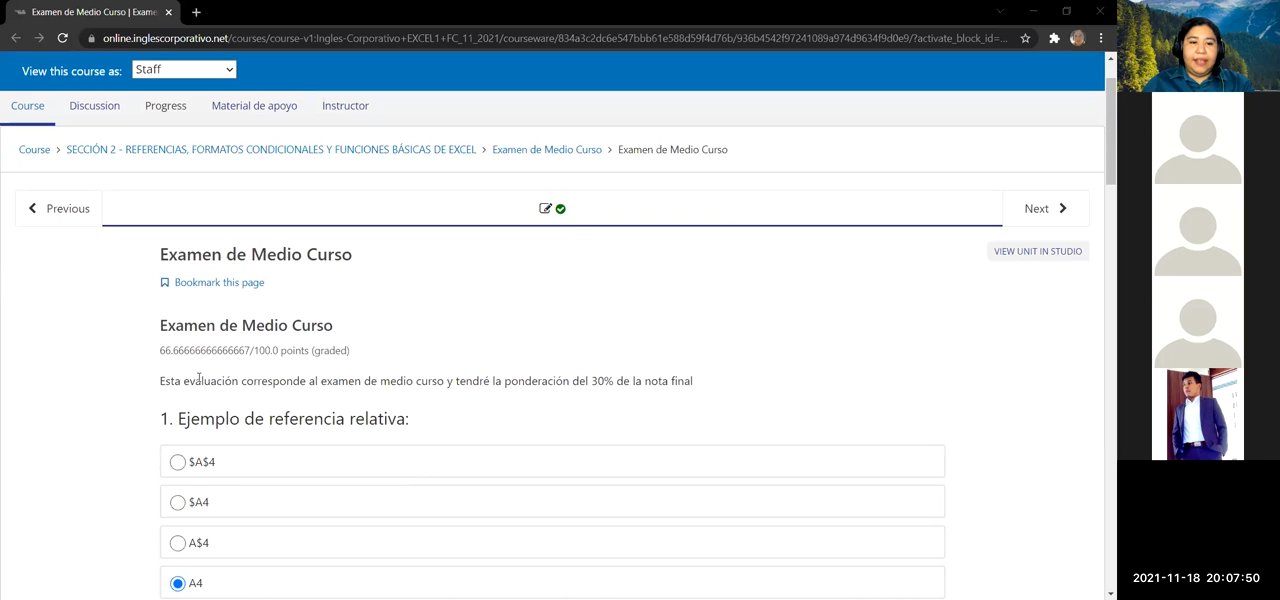 Examen de Medio Curso | Exame
online.inglescorporativo.net/courses/course-v1:Ingles-Corporativo+EXCEL1+FC_11_2021/courseware/834a3c2dc6e547bbb61e588d59f4d76b/936b4542f97241089a974d9634f9d0e9/?activate_block_id=...
View this course as: Staff
Course Discussion Progress Material de apoyo Instructor
Course > SECCIÓN 2 - REFERENCIAS, FORMATOS CONDICIONALES Y FUNCIONES BÁSICAS DE EXCEL > Examen de Medio Curso > Examen de Medio Curso
Previous Next
Examen de Medio Curso
VIEW UNIT IN STUDIO
Bookmark this page
Examen de Medio Curso
66.66666666666667/100.0 points (graded)
Esta evaluación corresponde al examen de medio curso y tendré la ponderación del 30% de la nota final
1. Ejemplo de referencia relativa:
$A$4
$A4
A$4
A4
2021-11-18 20:07:50